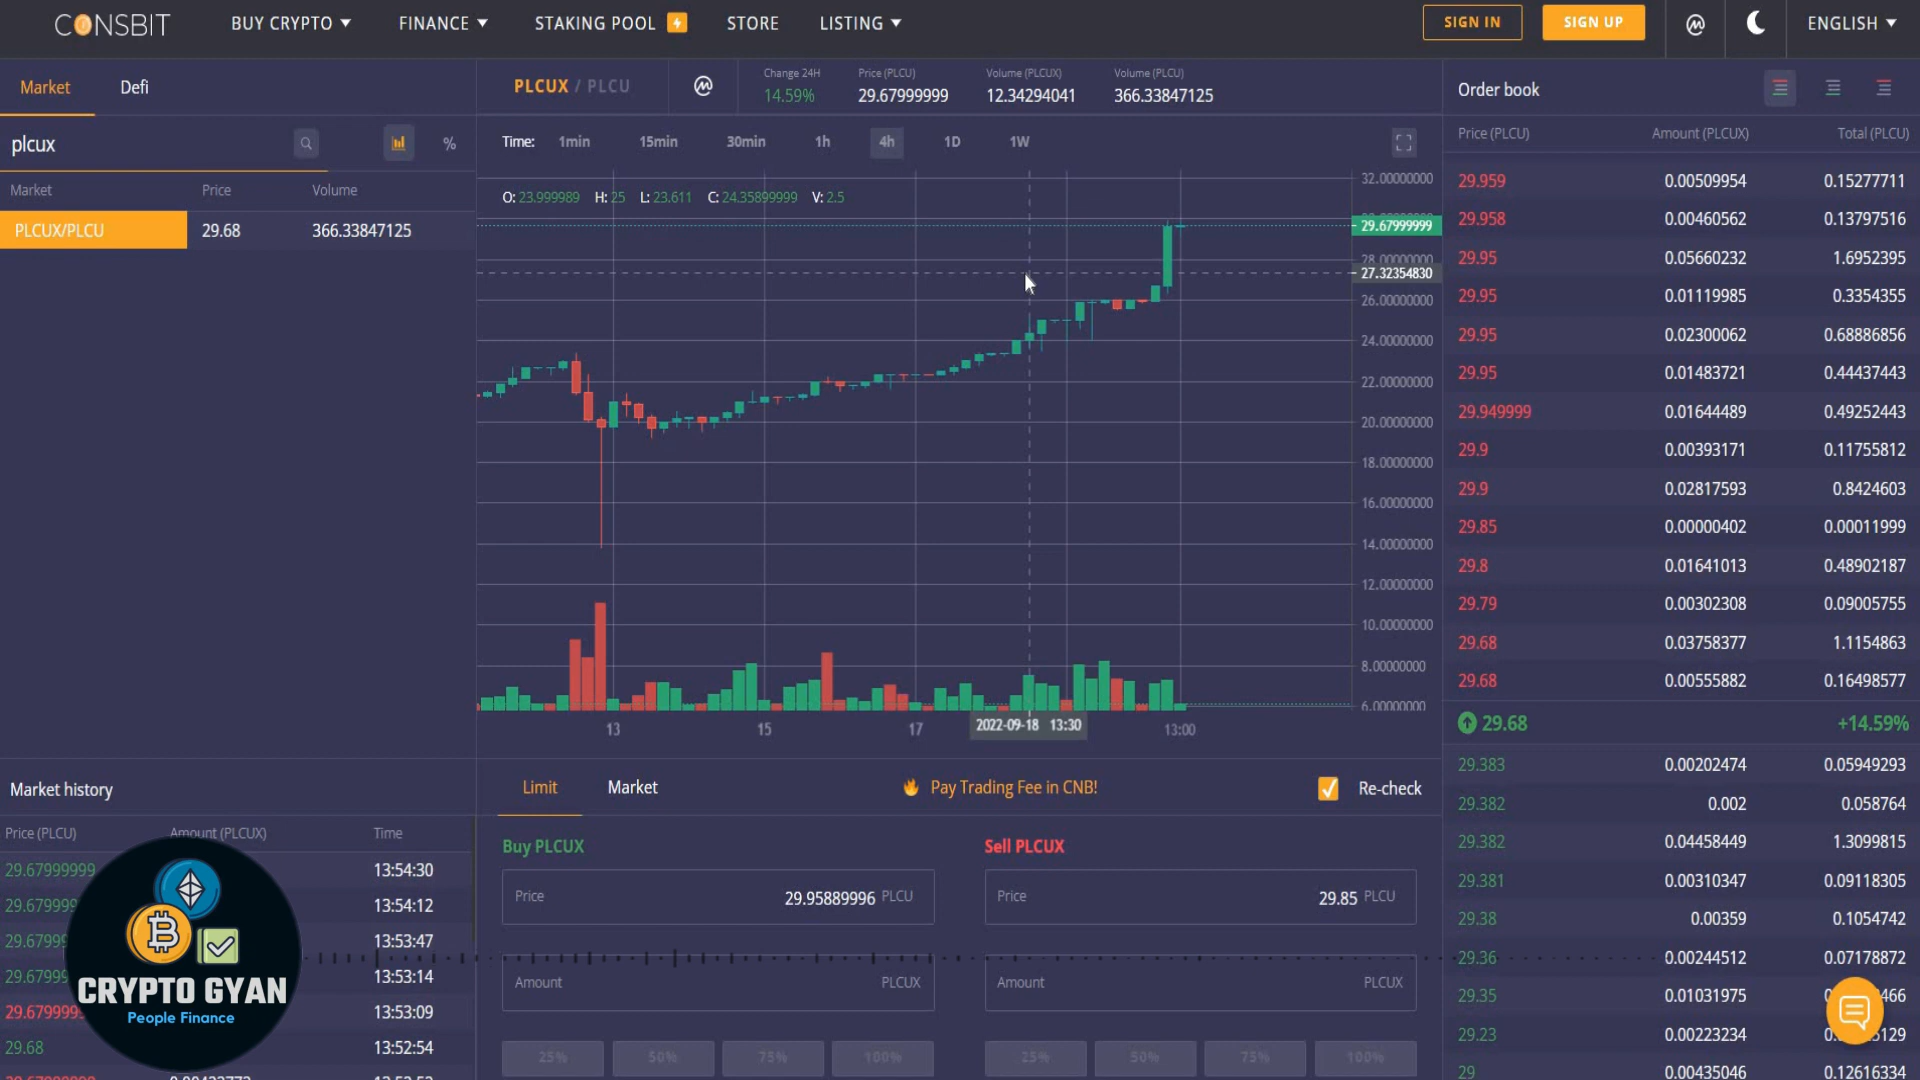 CONSBIT
BUY CRYPTO
FINANCE
STAKING POOL
STORE
LISTING
SIGN IN
SIGN UP
ENGLISH
Market
Defi
plcux
%
Market Price Volume
PLCUX/PLCU 29.68 366.33847125
PLCUX / PLCU
Change 24H
14.59%
Price (PLCU)
29.67999999
Volume (PLCUX)
12.34294041
Volume (PLCU)
366.33847125
Time: 1min 15min 30min 1h 4h 1D 1W
O: 23.999989 H: 25 L: 23.611 C: 24.35899999 V: 2.5
32.00000000
29.67999999
28.00000000
27.32354830
26.00000000
24.00000000
22.00000000
20.00000000
18.00000000
16.00000000
14.00000000
12.00000000
10.00000000
8.00000000
6.00000000
13 15 17 2022-09-18 13:30 13:00
Order book
Price (PLCU) Amount (PLCUX) Total (PLCU)
29.959 0.00509954 0.15277711
29.958 0.00460562 0.13797516
29.95 0.05660232 1.6952395
29.95 0.01119985 0.3354355
29.95 0.02300062 0.68886856
29.95 0.01483721 0.44437443
29.949999 0.01644489 0.49252443
29.9 0.00393171 0.11755812
29.9 0.02817593 0.8424603
29.85 0.00000402 0.00011999
29.8 0.01641013 0.48902187
29.79 0.00302308 0.09005755
29.68 0.03758377 1.1154863
29.68 0.00555882 0.16498577
29.68 +14.59%
29.383 0.00202474 0.05949293
29.382 0.002 0.058764
29.382 0.04458449 1.3099815
29.381 0.00310347 0.09118305
29.38 0.00359 0.1054742
29.36 0.00244512 0.07178872
29.35 0.01031975
29.23 0.00223234
29 0.00435046 0.12616334
Market history
Price (PLCU) Amount (PLCUX) Time
29.67999999 13:54:30
13:54:12
13:53:47
13:53:14
13:53:09
29.68 13:52:54
CRYPTO GYAN
People Finance
Limit
Market
Pay Trading Fee in CNB!
Re-check
Buy PLCUX
Price 29.95889996 PLCU
Amount PLCUX
25% 50% 75% 100%
Sell PLCUX
Price 29.85 PLCU
Amount PLCUX
25% 50% 75% 100%